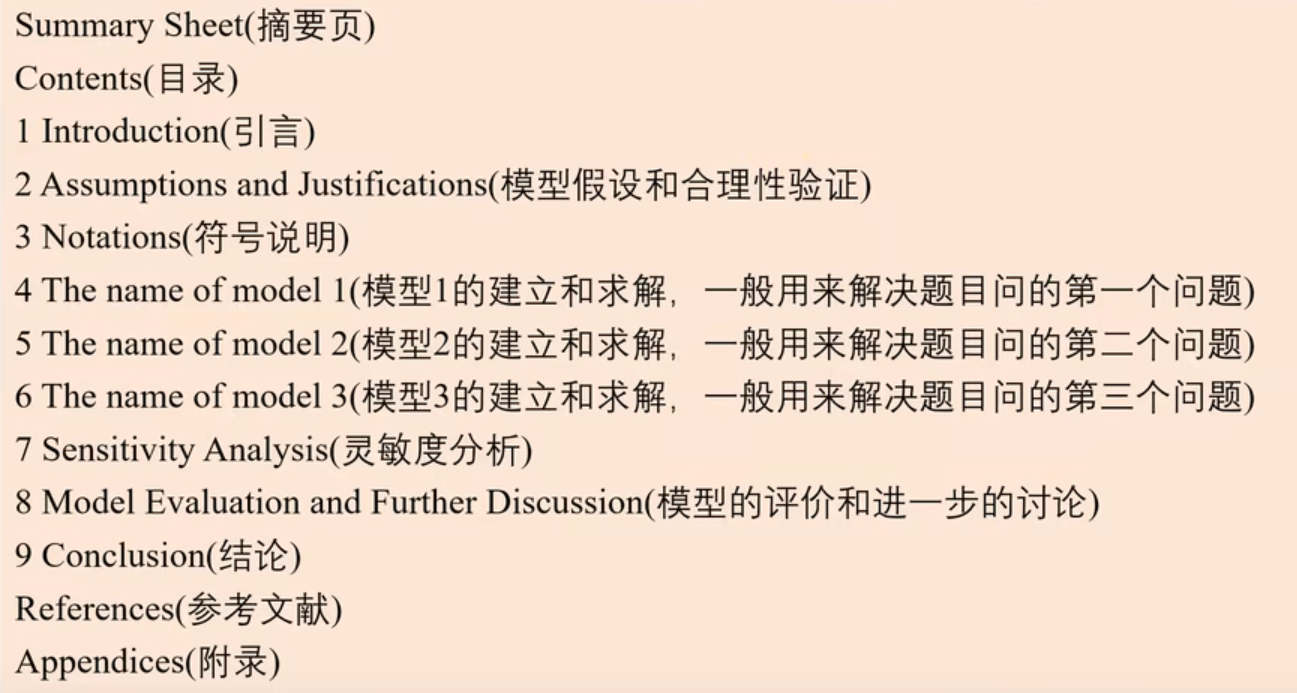 Summary Sheet(摘要页)
Contents(目录)
1 Introduction(引言)
2 Assumptions and Justifications(模型假设和合理性验证)
3 Notations(符号说明)
4 The name of model 1(模型1的建立和求解，一般用来解决题目问的第一个问题)
5 The name of model 2(模型2的建立和求解，一般用来解决题目问的第二个问题)
6 The name of model 3(模型3的建立和求解，一般用来解决题目问的第三个问题)
7 Sensitivity Analysis(灵敏度分析)
8 Model Evaluation and Further Discussion(模型的评价和进一步的讨论)
9 Conclusion(结论)
References(参考文献)
Appendices(附录)